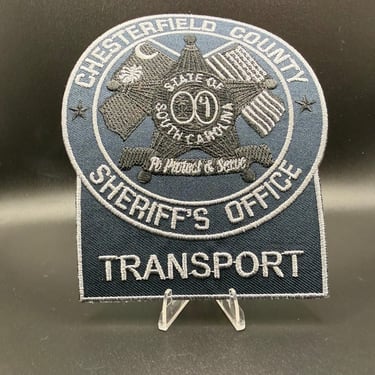 CHESTERFIELD COUNTY
STATE OF
SOUTH CAROLINA
To Protect & Serve
SHERIFF'S OFFICE
TRANSPORT